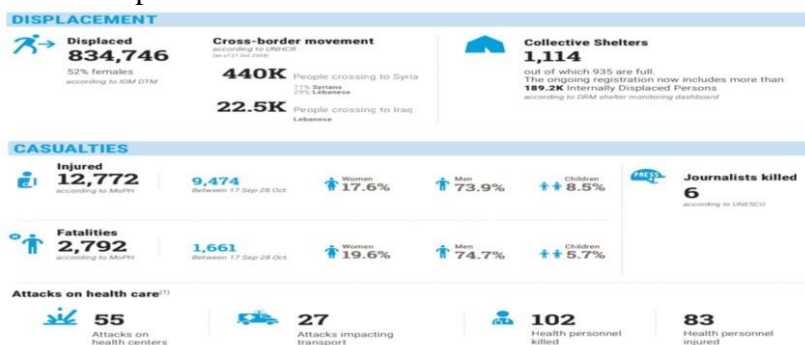 DISPLACEMENT
Displaced
834,746
52% females
according to IOM DTM
Cross-border movement
according to UNHCR
440K People crossing to Syria
71% Syrians
29% Lebanese
22.5K People crossing to Iraq
Lebanese
Collective Shelters
1,114
out of which 935 are full.
The ongoing registration now includes more than
189.2K Internally Displaced Persons
according to DRM shelter monitoring dashboard
CASUALTIES
Injured
12,772
according to MoPH
9,474
Between 17 Sep-28 Oct.
Women
17.6%
Men
73.9%
Children
8.5%
PRESS
Journalists killed
6
according to UNESCO
Fatalities
2,792
according to MoPH
1,661
Between 17 Sep-28 Oct.
Women
19.6%
Men
74.7%
Children
5.7%
Attacks on health care(1)
55
Attacks on
health centers
27
Attacks impacting
transport
102
Health personnel
killed
83
Health personnel
injured